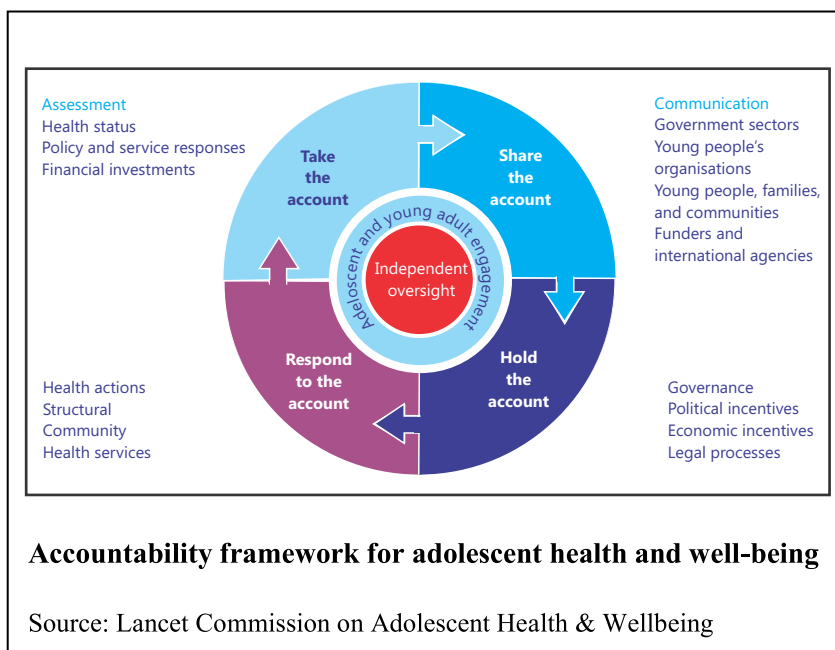 Assessment
Health status
Policy and service responses
Financial investments
Take
the
account
Share
the
account
Communication
Government sectors
Young people's
organisations
Young people, families,
and communities
Funders and
international agencies
Adeloscent and young adult engagement
Independent
oversight
Respond
to the
account
Hold
the
account
Health actions
Structural
Community
Health services
Governance
Political incentives
Economic incentives
Legal processes
Accountability framework for adolescent health and well-being
Source: Lancet Commission on Adolescent Health & Wellbeing